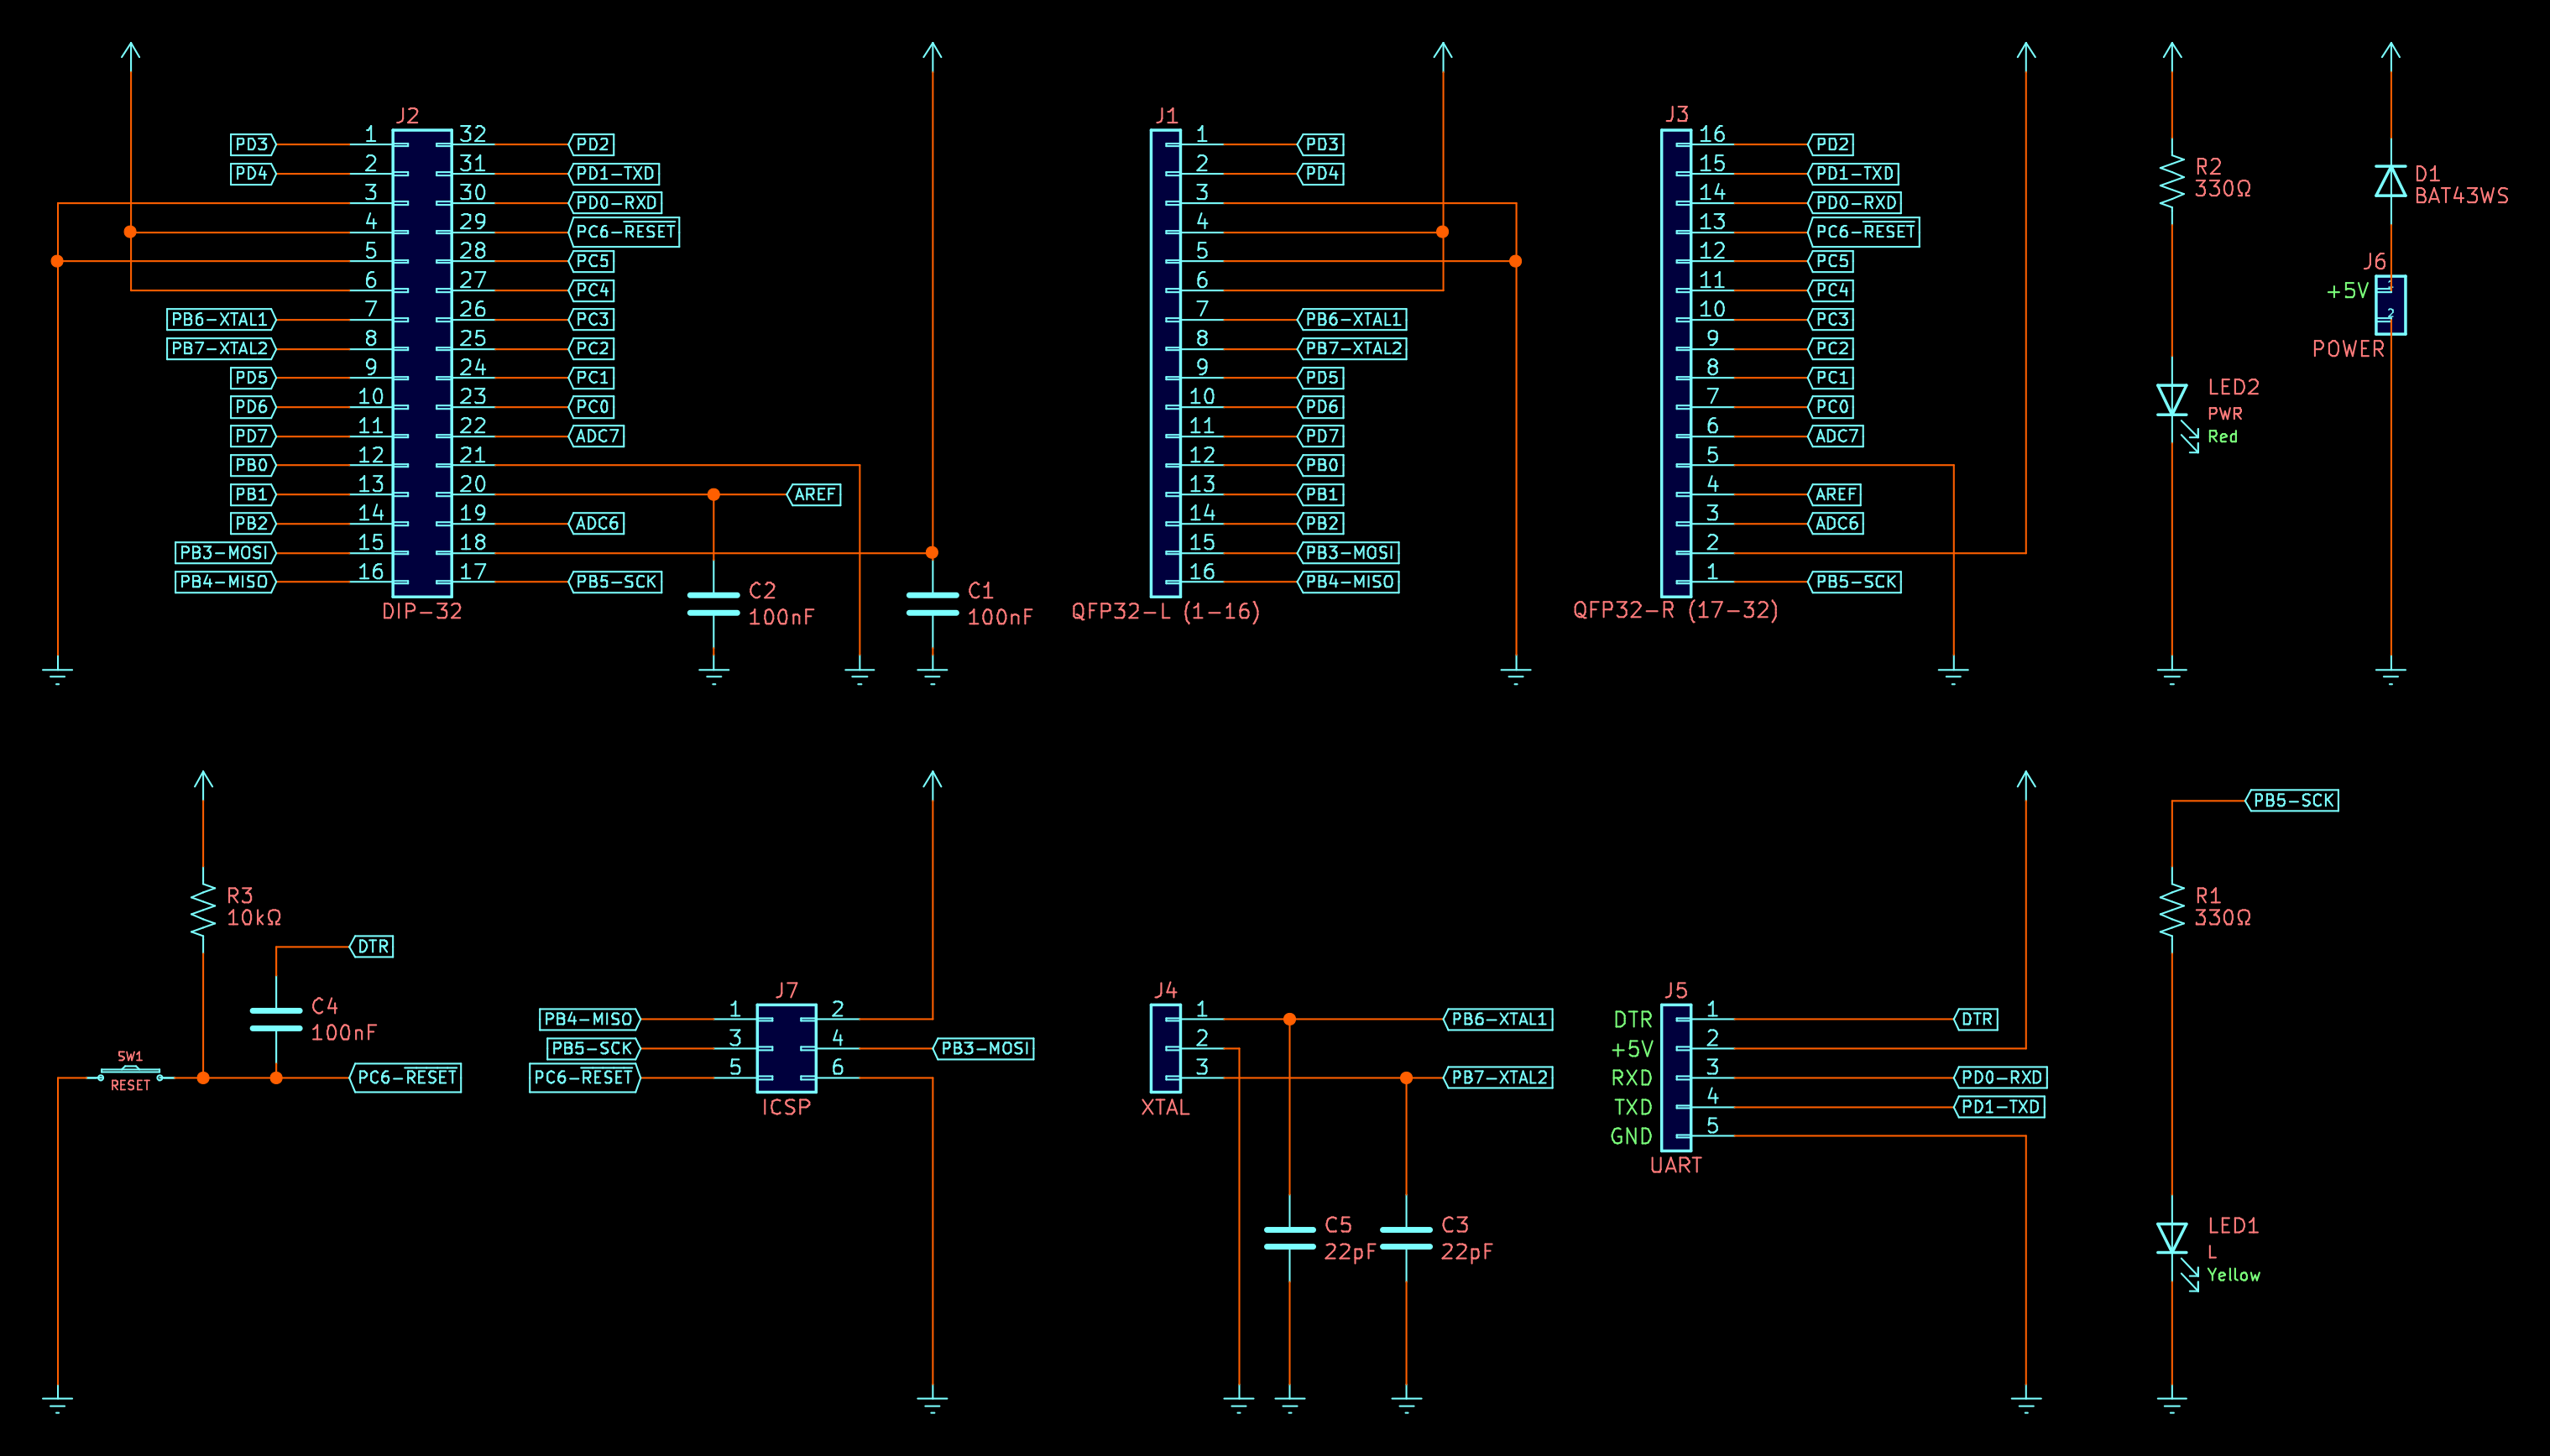 J2
1 32
PD3 PD2
2 31
PD4 PD1-TXD
3 30
PD0-RXD
4 29
PC6-RESET
5 28
PC5
6 27
PC4
7 26
PB6-XTAL1 PC3
8 25
PB7-XTAL2 PC2
9 24
PD5 PC1
10 23
PD6 PC0
11 22
PD7 ADC7
12 21
PB0
13 20
PB1 AREF
14 19
PB2 ADC6
15 18
PB3-MOSI
16 17
PB4-MISO PB5-SCK
DIP-32
C2
100nF
C1
100nF
J1
1
PD3
2
PD4
3
4
5
6
7
PB6-XTAL1
8
PB7-XTAL2
9
PD5
10
PD6
11
PD7
12
PB0
13
PB1
14
PB2
15
PB3-MOSI
16
PB4-MISO
QFP32-L (1-16)
J3
16
PD2
15
PD1-TXD
14
PD0-RXD
13
PC6-RESET
12
PC5
11
PC4
10
PC3
9
PC2
8
PC1
7
PC0
6
ADC7
5
4
AREF
3
ADC6
2
1
PB5-SCK
QFP32-R (17-32)
R2
330Ω
LED2
PWR
Red
D1
BAT43WS
J6
+5V
1
2
POWER
R3
10kΩ
DTR
C4
100nF
SW1
RESET
PC6-RESET
J7
1 2
PB4-MISO
3 4
PB5-SCK PB3-MOSI
5 6
PC6-RESET
ICSP
J4
1
PB6-XTAL1
2
3
PB7-XTAL2
XTAL
C5
22pF
C3
22pF
J5
DTR 1 DTR
+5V 2
RXD 3 PD0-RXD
TXD 4 PD1-TXD
GND 5
UART
PB5-SCK
R1
330Ω
LED1
L
Yellow